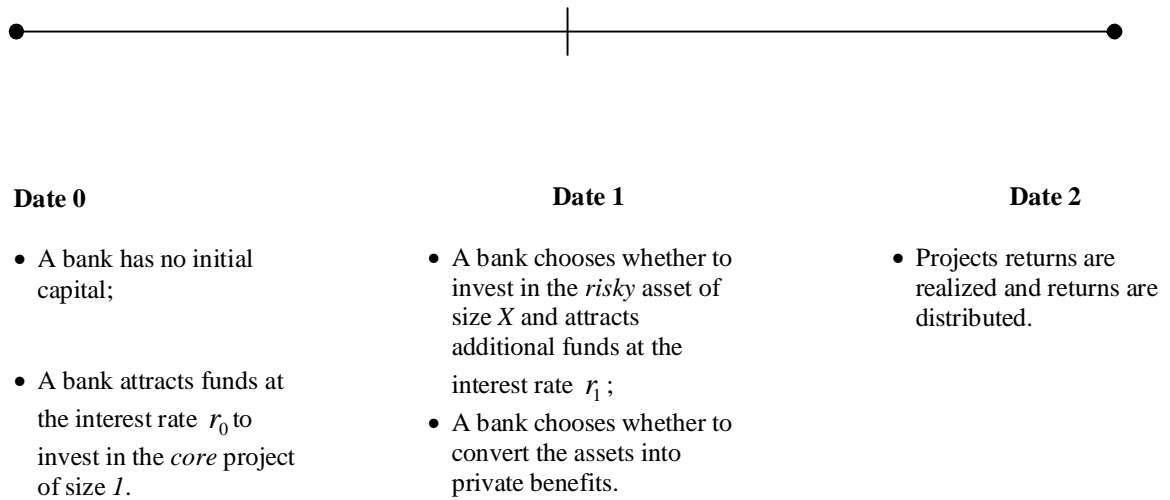 Date 0
• A bank has no initial
capital;
• A bank attracts funds at
the interest rate r₀ to
invest in the core project
of size 1.
Date 1
• A bank chooses whether to
invest in the risky asset of
size X and attracts
additional funds at the
interest rate r₁ ;
• A bank chooses whether to
convert the assets into
private benefits.
Date 2
• Projects returns are
realized and returns are
distributed.